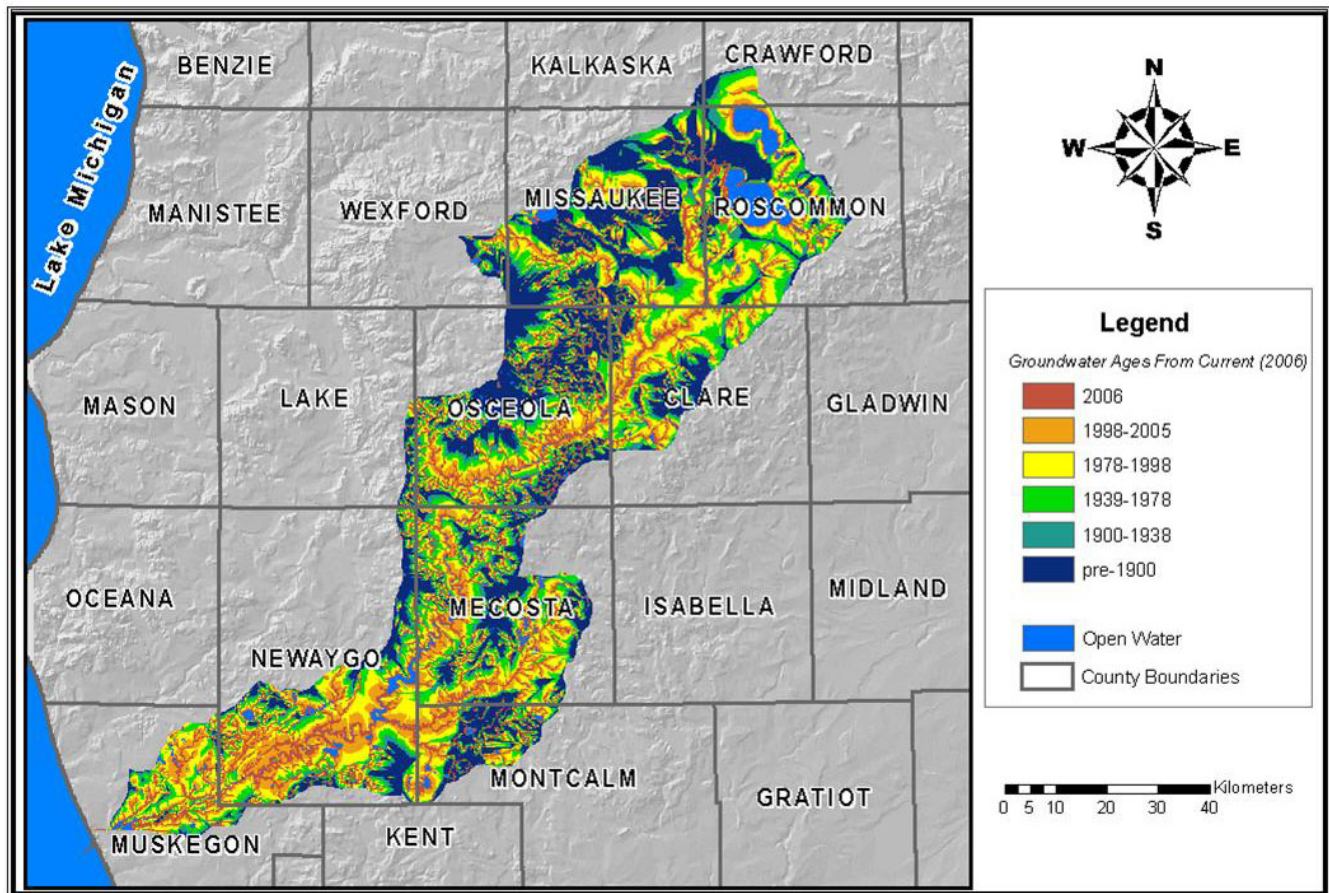 BENZIE
KALKASKA
CRAWFORD
Lake Michigan
MANISTEE
WEXFORD
MISSAUKEE
ROSCOMMON
MASON
LAKE
OSCEOLA
CLARE
GLADWIN
OCEANA
NEWAYGO
MECOSTA
ISABELLA
MIDLAND
MUSKEGON
KENT
MONTCALM
GRATIOT
N
W
E
S
Legend
Groundwater Ages From Current (2006)
2006
1998-2005
1978-1998
1939-1978
1900-1938
pre-1900
Open Water
County Boundaries
Kilometers
0 5 10 20 30 40